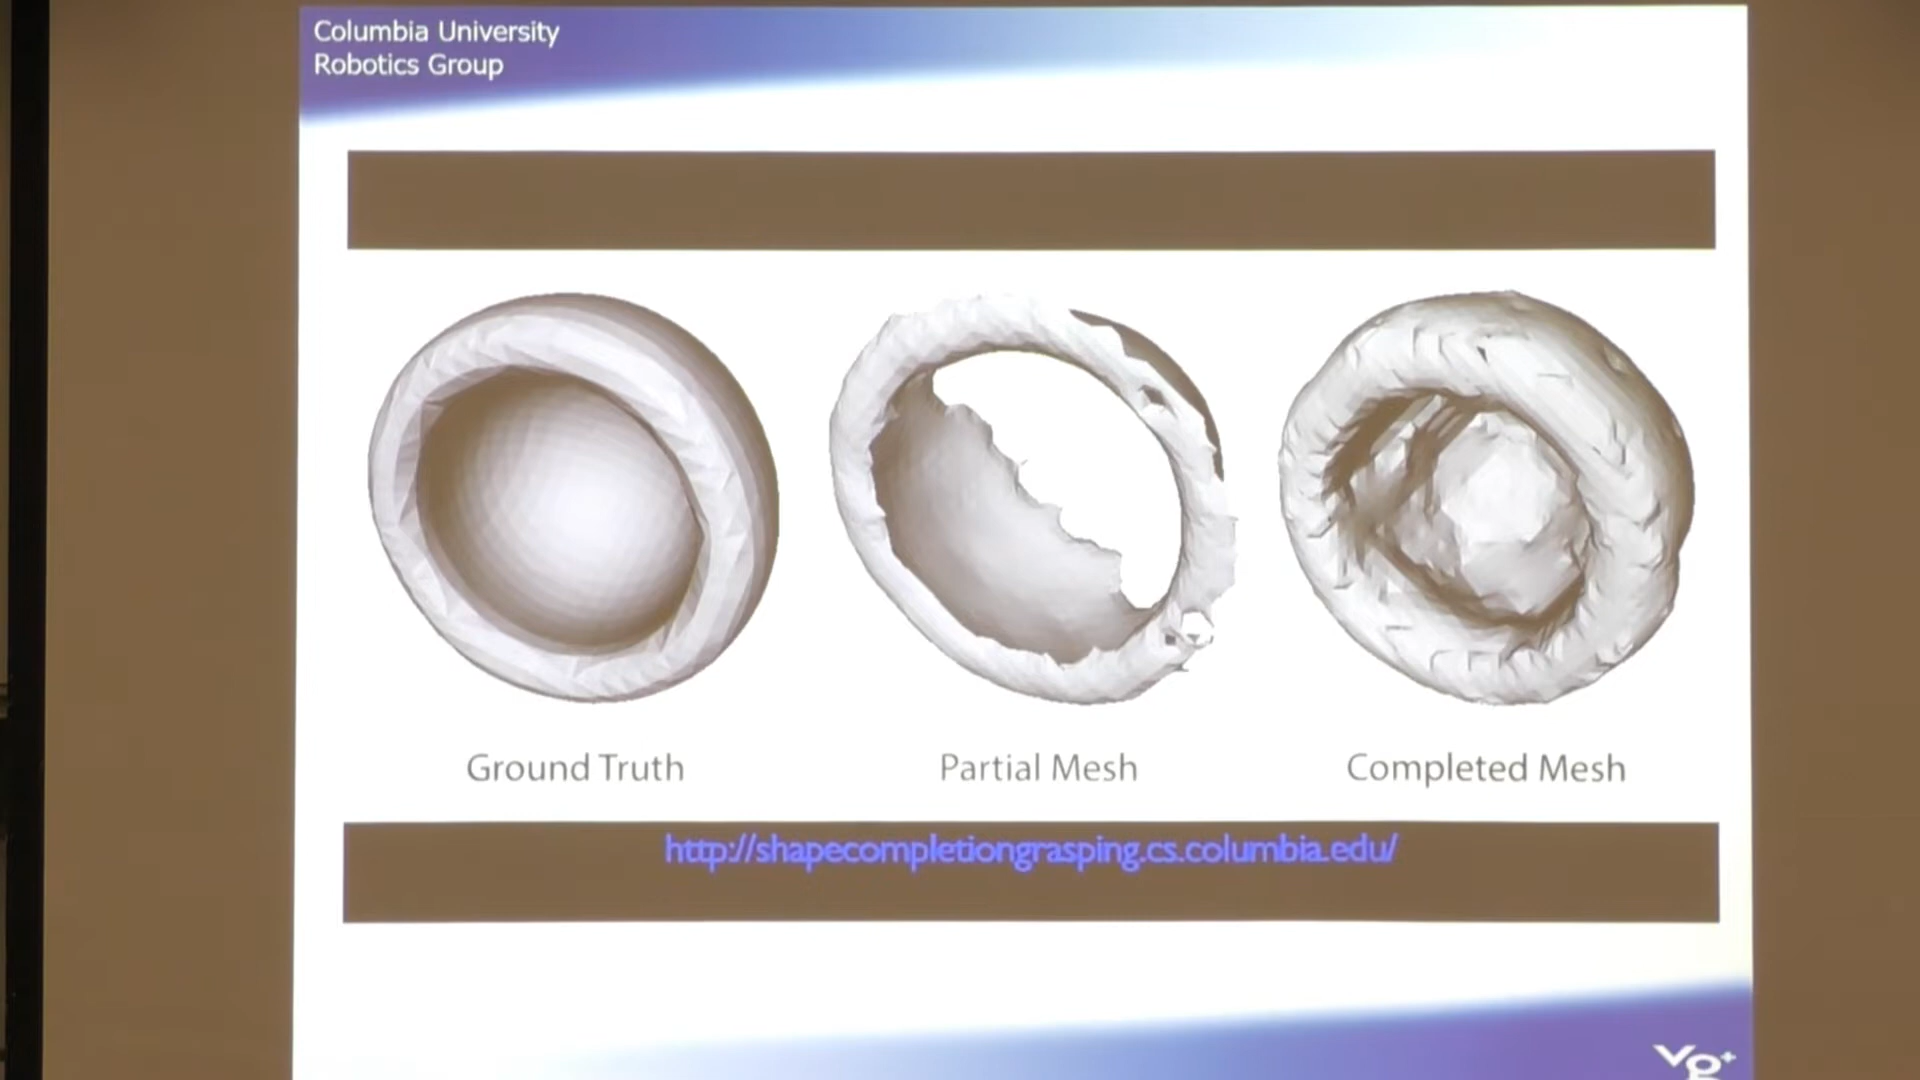 Columbia University
Robotics Group
Ground Truth
Partial Mesh
Completed Mesh
http://shapecompletiongrasping.cs.columbia.edu/